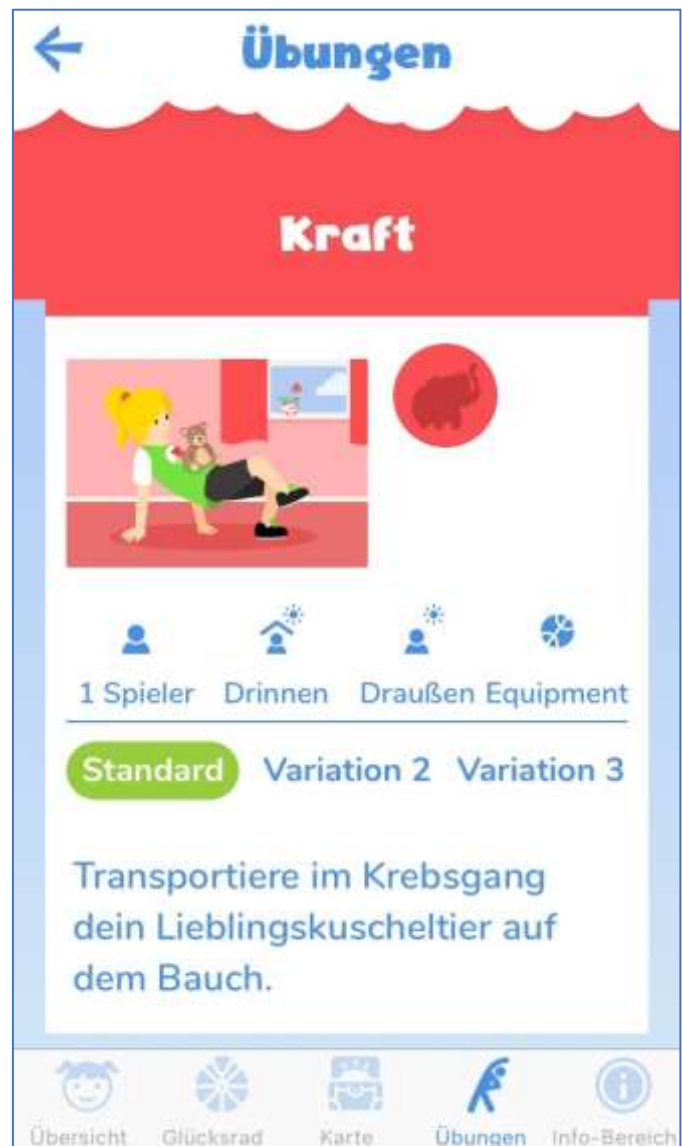 Übungen
Kraft
1 Spieler Drinnen Draußen Equipment
Standard Variation 2 Variation 3
Transportiere im Krebsgang
dein Lieblingskuscheltier auf
dem Bauch.
Übersicht Glücksrad Karte Übungen Info-Bereich